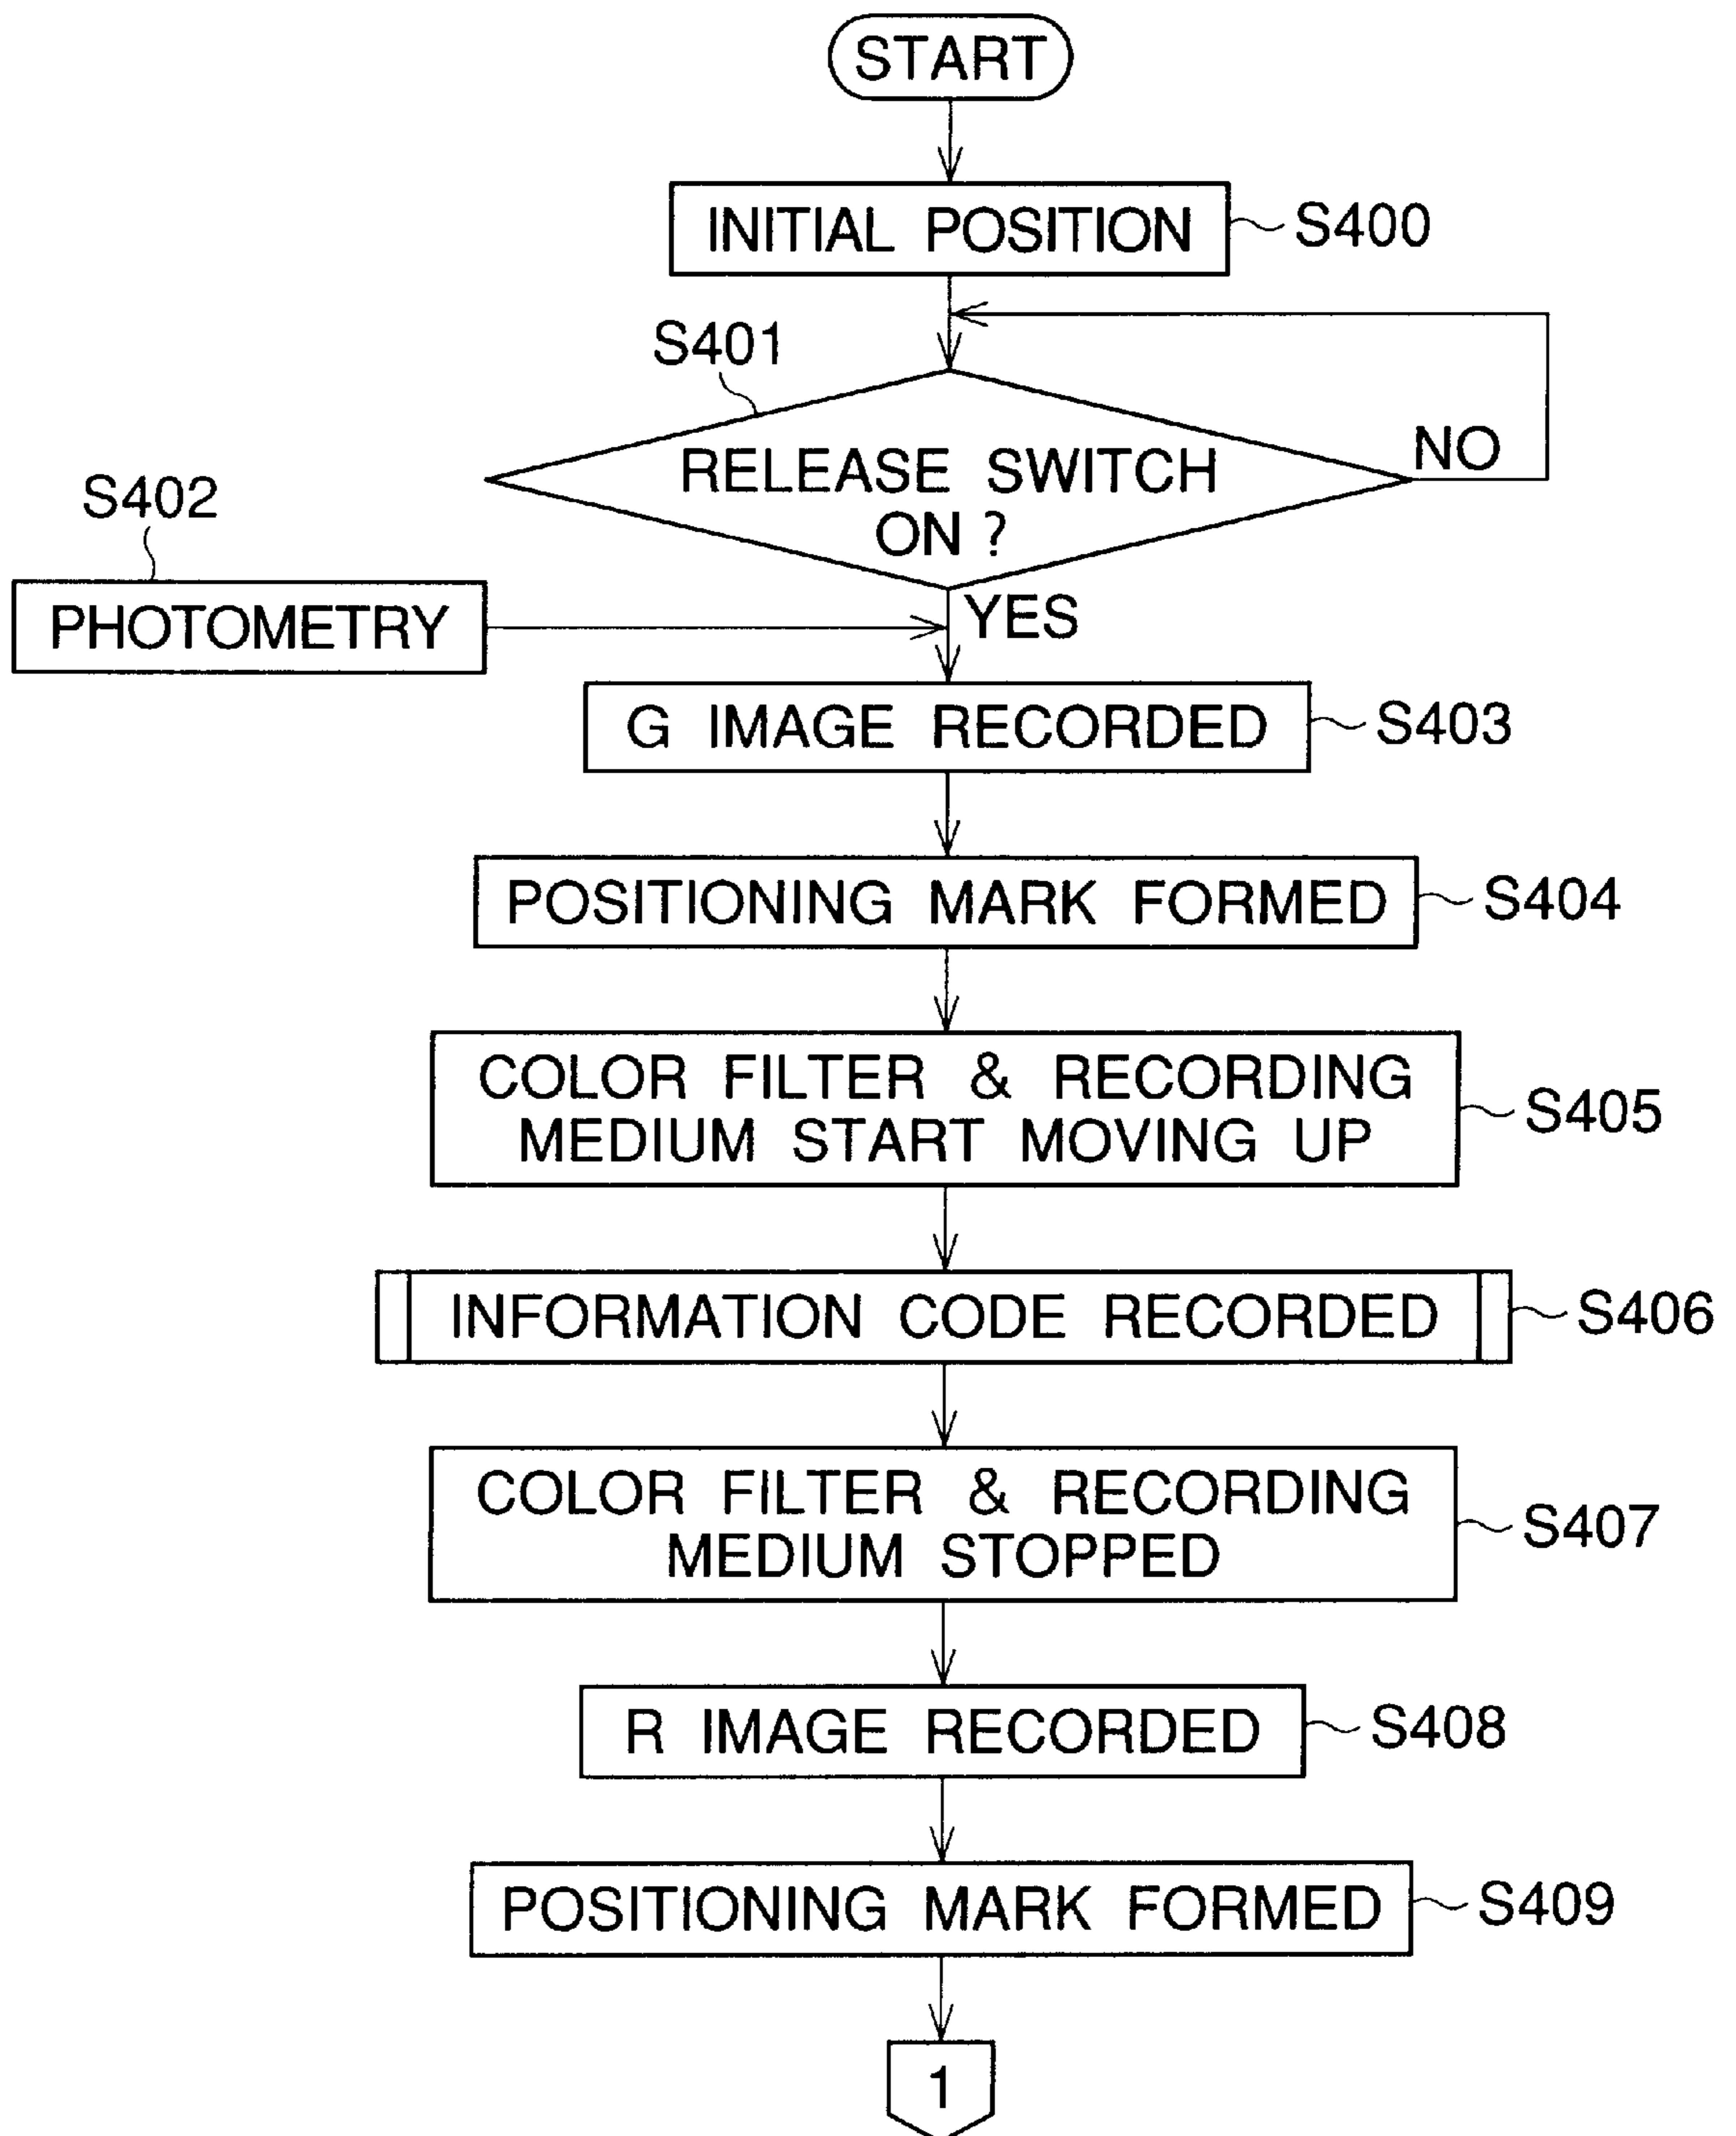 START
INITIAL POSITION
S400
S401
RELEASE SWITCH
ON ?
NO
S402
PHOTOMETRY
YES
G IMAGE RECORDED
S403
POSITIONING MARK FORMED
S404
COLOR FILTER & RECORDING
MEDIUM START MOVING UP
S405
INFORMATION CODE RECORDED
S406
COLOR FILTER & RECORDING
MEDIUM STOPPED
S407
R IMAGE RECORDED
S408
POSITIONING MARK FORMED
S409
1